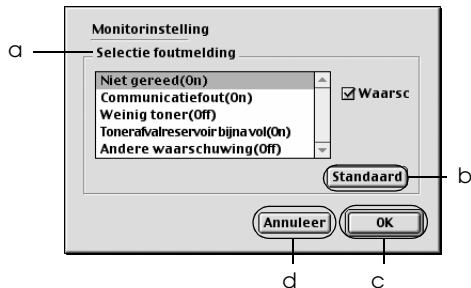 Monitorinstelling
a
Selectie foutmelding
Niet gereed(On)
Communicatiefout(On)
Weinig toner(Off)
Tonerafvalreservoir bijna vol(On)
Andere waarschuwing(Off)
Waarsc
Standaard
b
Annuleer
OK
d
c